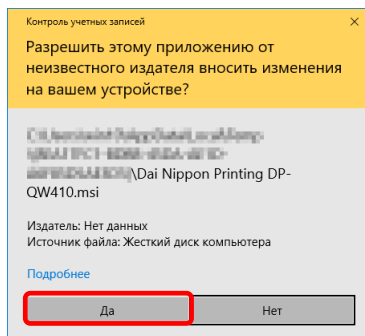 Контроль учетных записей
Разрешить этому приложению от
неизвестного издателя вносить изменения
на вашем устройстве?
\Dai Nippon Printing DP-
QW410.msi
Издатель: Нет данных
Источник файла: Жесткий диск компьютера
Подробнее
Да
Нет